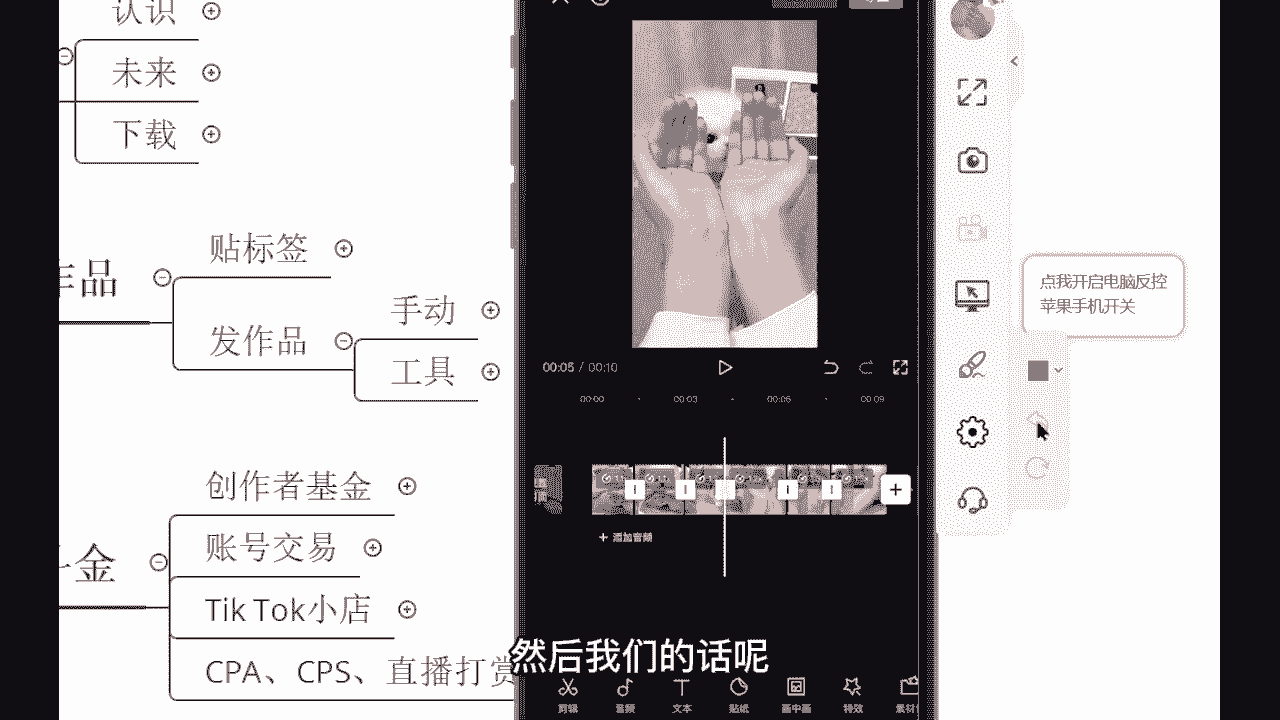 认识
未来
下载
作品
贴标签
发作品
手动
工具
金
创作者基金
账号交易
Tik Tok小店
CPA、CPS、直播打赏
00:05 / 00:10
00:00
00:03
00:06
00:09
+ 添加音频
然后我们的话呢
剪辑
音频
文本
贴纸
画中画
特效
素材
点我开启电脑反控
苹果手机开关